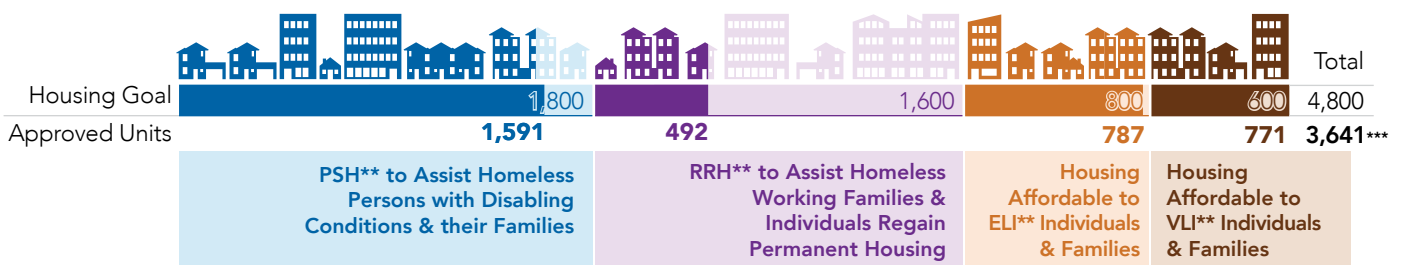 Total
Housing Goal 1,800 1,600 800 600 4,800
Approved Units 1,591 492 787 771 3,641***
PSH** to Assist Homeless
Persons with Disabling
Conditions & their Families
RRH** to Assist Homeless
Working Families &
Individuals Regain
Permanent Housing
Housing
Affordable to
ELI** Individuals
& Families
Housing
Affordable to
VLI** Individuals
& Families